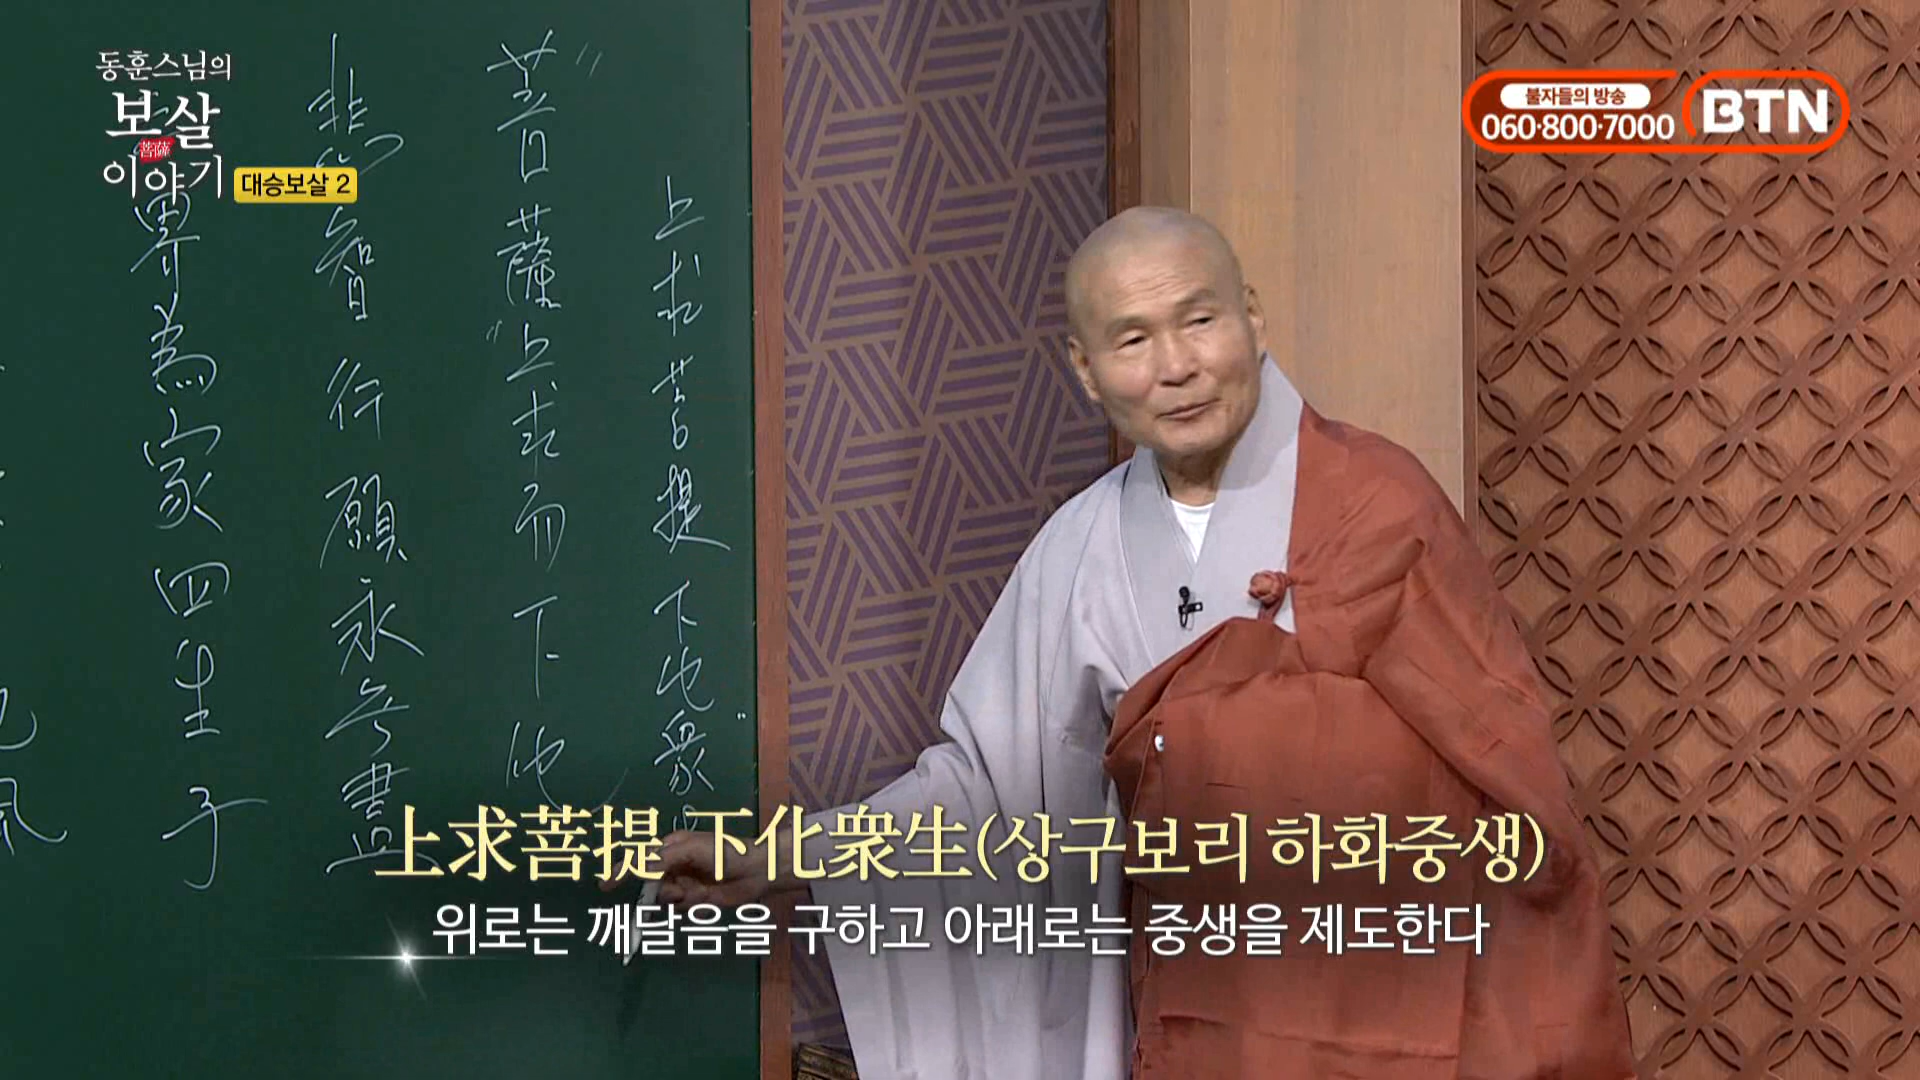 동훈스님의
보살
菩薩
이야기
대승보살 2
불자들의 방송
060·800·7000
BTN
上求菩提 下化衆
菩薩 上求而下化
悲智行願永無盡
界為家四生子
上求菩提 下化衆生(상구보리 하화중생)
위로는 깨달음을 구하고 아래로는 중생을 제도한다